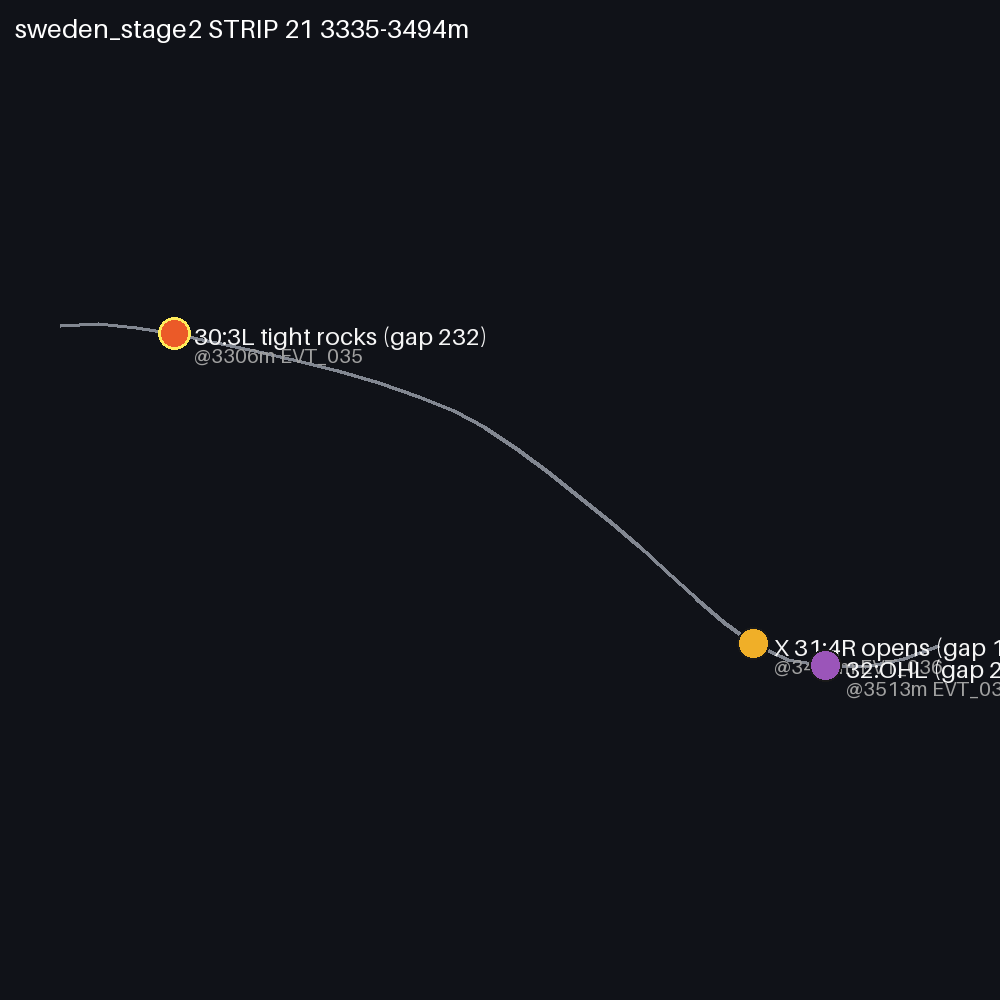 sweden_stage2 STRIP 21 3335-3494m
30:3L tight rocks (gap 232)
@3306m EVT_035
X 31:4R opens (gap 1
EVT_036
32:OHL (gap 2
@3513m EVT_03